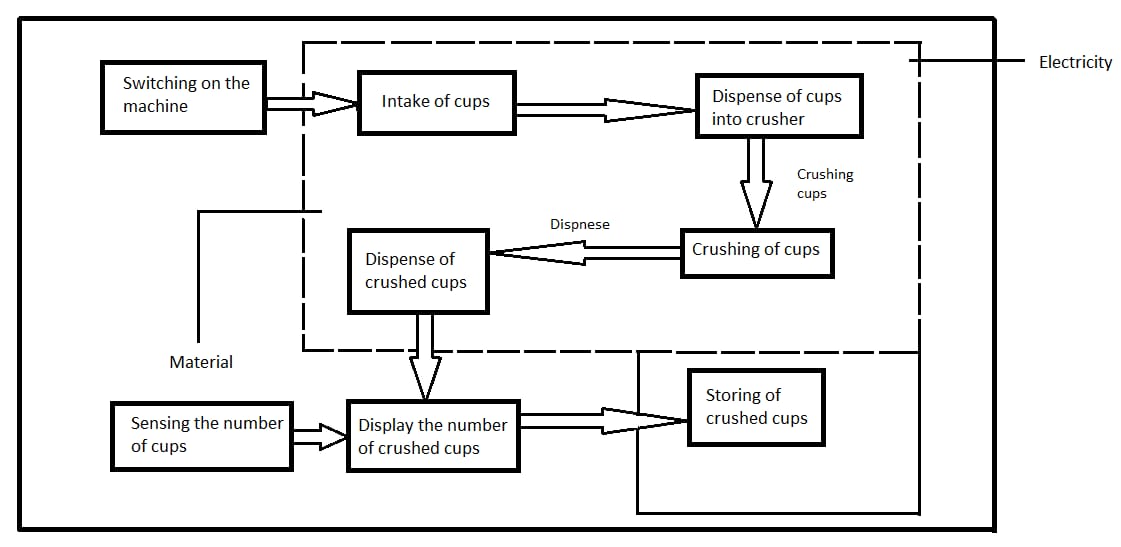 Electricity
Switching on the
machine
Intake of cups
Dispense of cups
into crusher
Crushing
cups
Dispnese
Crushing of cups
Dispense of
crushed cups
Material
Sensing the number
of cups
Display the number
of crushed cups
Storing of
crushed cups